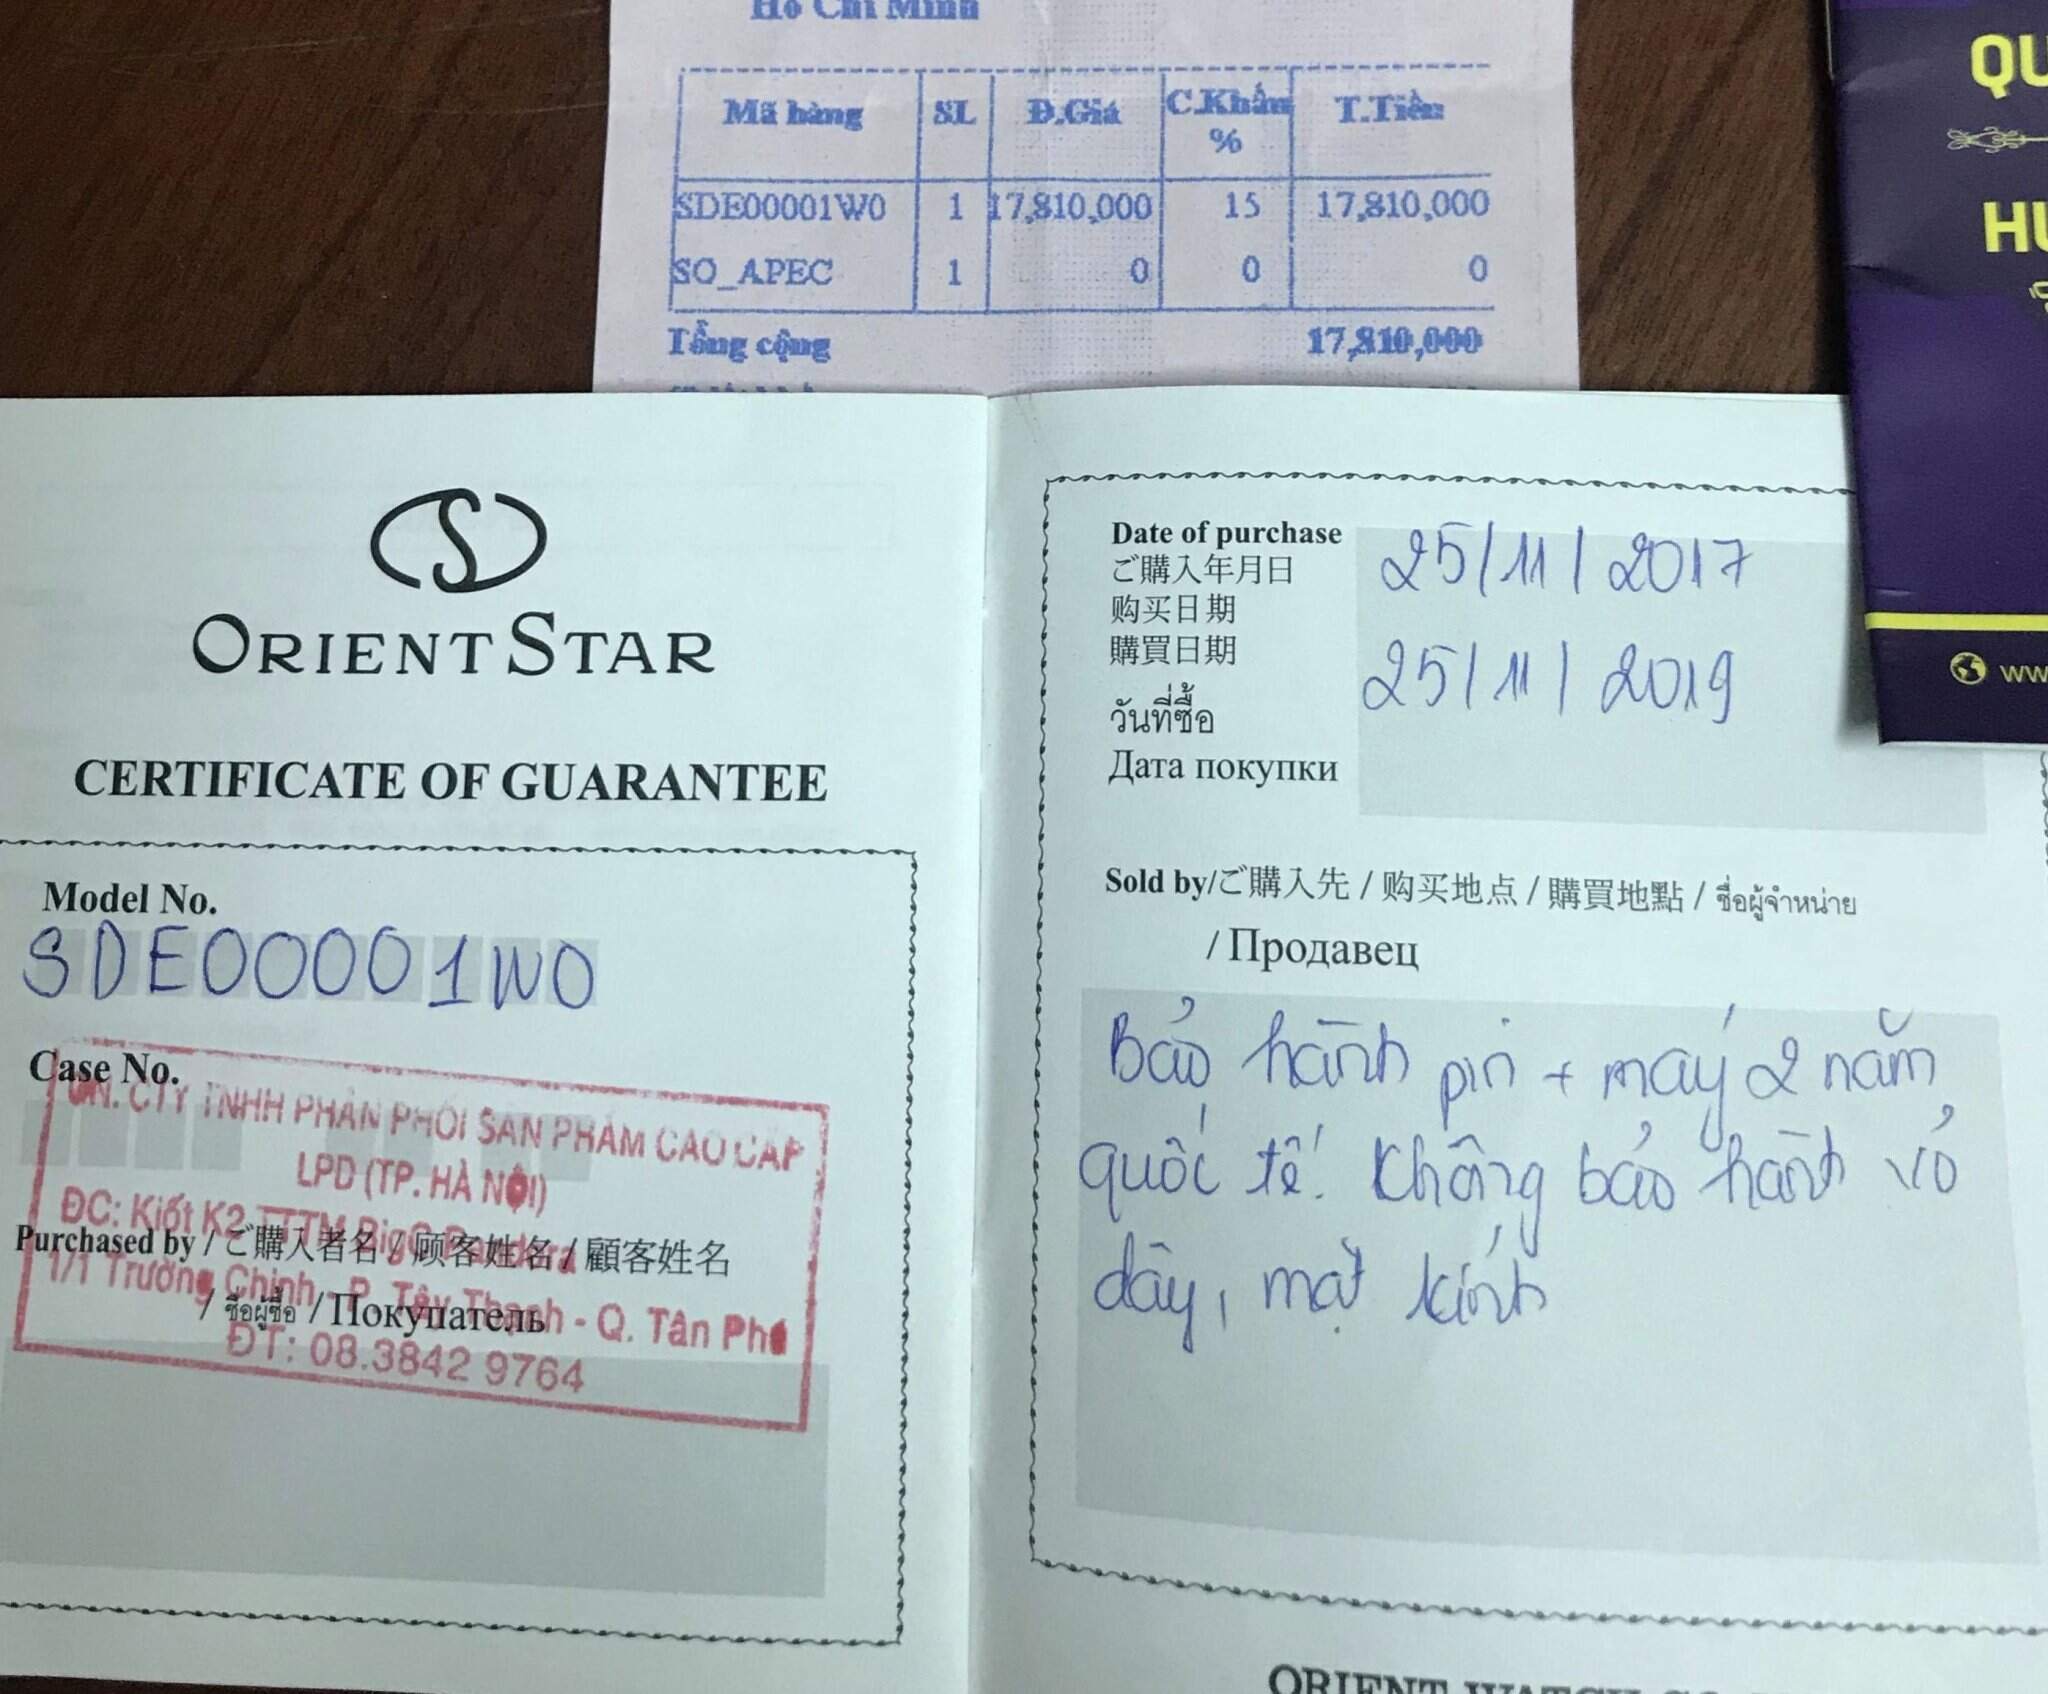 Hồ Chí Minh
Mã hàng SL Đ.Giá C.Khấu % T.Tiền
SDE00001W0 1 17,810,000 15 17,810,000
SO_APEC 1 0 0 0
Tổng cộng 17,810,000
QU
HU
ww
ORIENT STAR
CERTIFICATE OF GUARANTEE
Model No.
SDE00001W0
Case No.
CN. CTY TNHH PHÂN PHỐI SẢN PHẨM CAO CẤP
LPD (TP. HÀ NỘI)
ĐC: Kiốt K2 TTTM BigC Pandora
1/1 Trường Chinh - P. Tây Thạnh - Q. Tân Phú
ĐT: 08.3842 9764
Purchased by / ご購入者名 / 顾客姓名 / 顧客姓名
/ ชื่อผู้ซื้อ / Покупатель
Date of purchase
ご購入年月日
购买日期
購買日期
วันที่ซื้อ
Дата покупки
25/11/2017
25/11/2019
Sold by/ご購入先 / 购买地点 / 購買地點 / ชื่อผู้จำหน่าย
/ Продавец
Bảo hành pin + máy 2 năm
quốc tế. Không bảo hành vỏ
dây, mặt kính
ORIENT WATCH CO